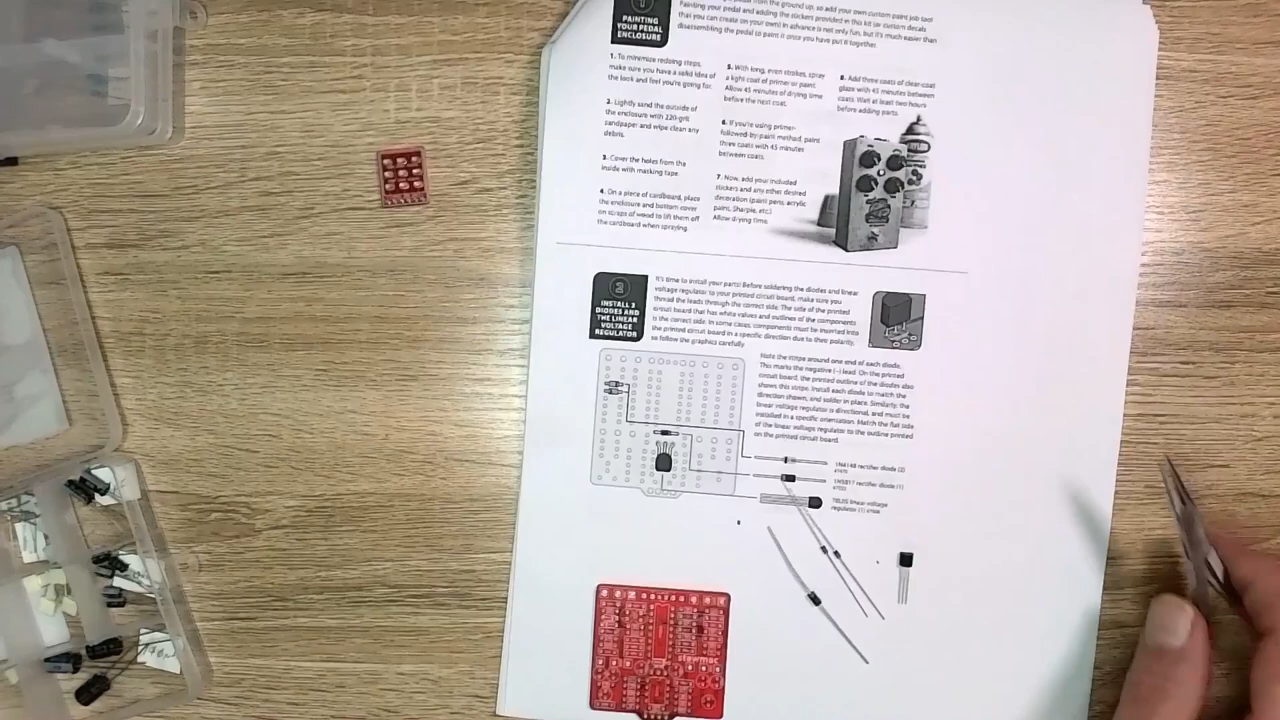 1
PAINTING
YOUR PEDAL
ENCLOSURE
from the ground up, so add your own custom paint job too!
Painting your pedal and adding the stickers provided in this kit (or custom decals
that you can create on your own) in advance is not only fun, but it's much easier than
disassembling the pedal to paint it once you have put it together.
1. To minimize redoing steps,
make sure you have a solid idea of
the look and feel you're going for.
2. Lightly sand the outside of
the enclosure with 220-grit
sandpaper and wipe clean any
debris.
3. Cover the holes from the
inside with masking tape.
4. On a piece of cardboard, place
the enclosure and bottom cover
on scraps of wood to lift them off
the cardboard when spraying.
5. With long, even strokes, spray
a light coat of primer or paint.
Allow 45 minutes of drying time
before the next coat.
6. If you're using primer-
followed-by-paint method, paint
three coats with 45 minutes
between coats.
7. Now, add your included
stickers and any other desired
decoration (paint pens, acrylic
paint, Sharpie, etc.)
Allow drying time.
8. Add three coats of clear-coat
glaze with 45 minutes between
coats. Wait at least two hours
before adding parts.
2
INSTALL 3
DIODES AND
THE LINEAR
VOLTAGE
REGULATOR
It's time to install your parts! Before soldering the diodes and linear
voltage regulator to your printed circuit board, make sure you
thread the leads through the correct side. The side of the printed
circuit board that has white values and outlines of the components
is the correct side. In some cases, components must be inserted into
the printed circuit board in a specific direction due to their polarity,
so follow the graphics carefully.
Note the stripe around one end of each diode.
This marks the negative (-) lead. On the printed
circuit board, the printed outline of the diodes also
shows this stripe. Install each diode to match the
direction shown, and solder in place. Similarly, the
linear voltage regulator is directional, and must be
installed in a specific orientation. Match the flat side
of the linear voltage regulator to the outline printed
on the printed circuit board.
1N4148 rectifier diode (2)
1N5817 rectifier diode (1)
78L05 linear voltage
regulator (1)
stewmac